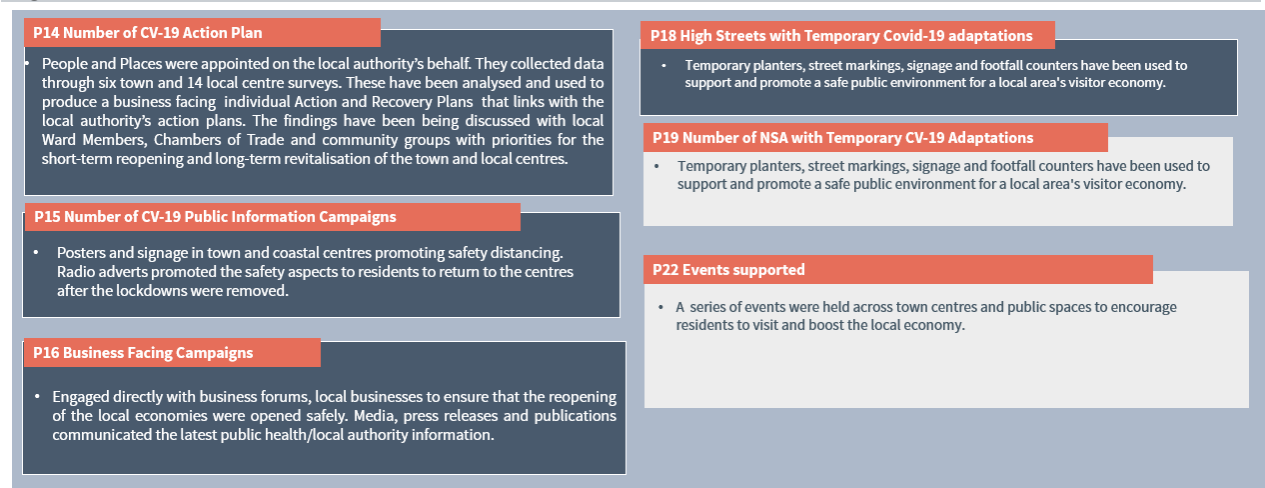 P14 Number of CV-19 Action Plan
• People and Places were appointed on the local authority's behalf. They collected data
through six town and 14 local centre surveys. These have been analysed and used to
produce a business facing individual Action and Recovery Plans that links with the
local authority's action plans. The findings have been being discussed with local
Ward Members, Chambers of Trade and community groups with priorities for the
short-term reopening and long-term revitalisation of the town and local centres.
P15 Number of CV-19 Public Information Campaigns
• Posters and signage in town and coastal centres promoting safety distancing.
Radio adverts promoted the safety aspects to residents to return to the centres
after the lockdowns were removed.
P16 Business Facing Campaigns
• Engaged directly with business forums, local businesses to ensure that the reopening
of the local economies were opened safely. Media, press releases and publications
communicated the latest public health/local authority information.
P18 High Streets with Temporary Covid-19 adaptations
• Temporary planters, street markings, signage and footfall counters have been used to
support and promote a safe public environment for a local area's visitor economy.
P19 Number of NSA with Temporary CV-19 Adaptations
• Temporary planters, street markings, signage and footfall counters have been used to
support and promote a safe public environment for a local area's visitor economy.
P22 Events supported
• A series of events were held across town centres and public spaces to encourage
residents to visit and boost the local economy.